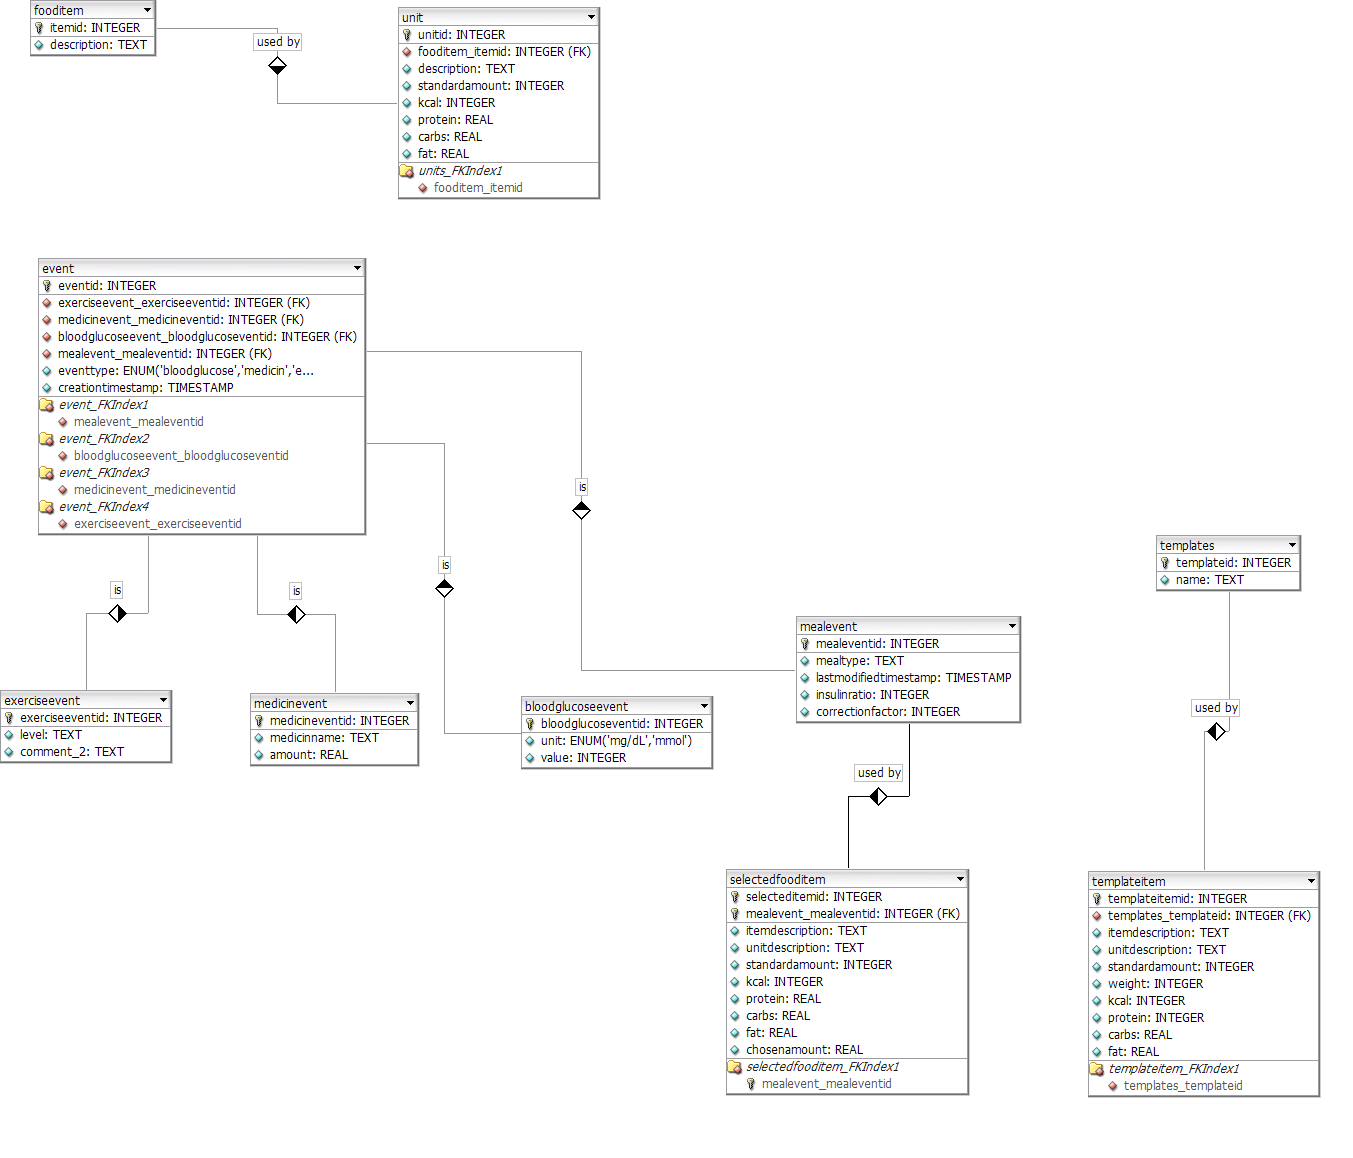 fooditem
itemid: INTEGER
description: TEXT
used by
unit
unitid: INTEGER
fooditem_itemid: INTEGER (FK)
description: TEXT
standardamount: INTEGER
kcal: INTEGER
protein: REAL
carbs: REAL
fat: REAL
units_FKIndex1
fooditem_itemid
event
eventid: INTEGER
exerciseevent_exerciseeventid: INTEGER (FK)
medicinevent_medicineventid: INTEGER (FK)
bloodglucoseevent_bloodglucoseventid: INTEGER (FK)
mealevent_mealeventid: INTEGER (FK)
eventtype: ENUM('bloodglucose','medicin','e...
creationtimestamp: TIMESTAMP
event_FKIndex1
mealevent_mealeventid
event_FKIndex2
bloodglucoseevent_bloodglucoseventid
event_FKIndex3
medicinevent_medicineventid
event_FKIndex4
exerciseevent_exerciseeventid
is
is
is
is
exerciseevent
exerciseeventid: INTEGER
level: TEXT
comment_2: TEXT
medicinevent
medicineventid: INTEGER
medicinname: TEXT
amount: REAL
bloodglucoseevent
bloodglucoseventid: INTEGER
unit: ENUM('mg/dL','mmol')
value: INTEGER
mealevent
mealeventid: INTEGER
mealtype: TEXT
lastmodifiedtimestamp: TIMESTAMP
insulinratio: INTEGER
correctionfactor: INTEGER
used by
selectedfooditem
selecteditemid: INTEGER
mealevent_mealeventid: INTEGER (FK)
itemdescription: TEXT
unitdescription: TEXT
standardamount: INTEGER
kcal: INTEGER
protein: REAL
carbs: REAL
fat: REAL
chosenamount: REAL
selectedfooditem_FKIndex1
mealevent_mealeventid
templates
templateid: INTEGER
name: TEXT
used by
templateitem
templateitemid: INTEGER
templates_templateid: INTEGER (FK)
itemdescription: TEXT
unitdescription: TEXT
standardamount: INTEGER
weight: INTEGER
kcal: INTEGER
protein: INTEGER
carbs: REAL
fat: REAL
templateitem_FKIndex1
templates_templateid